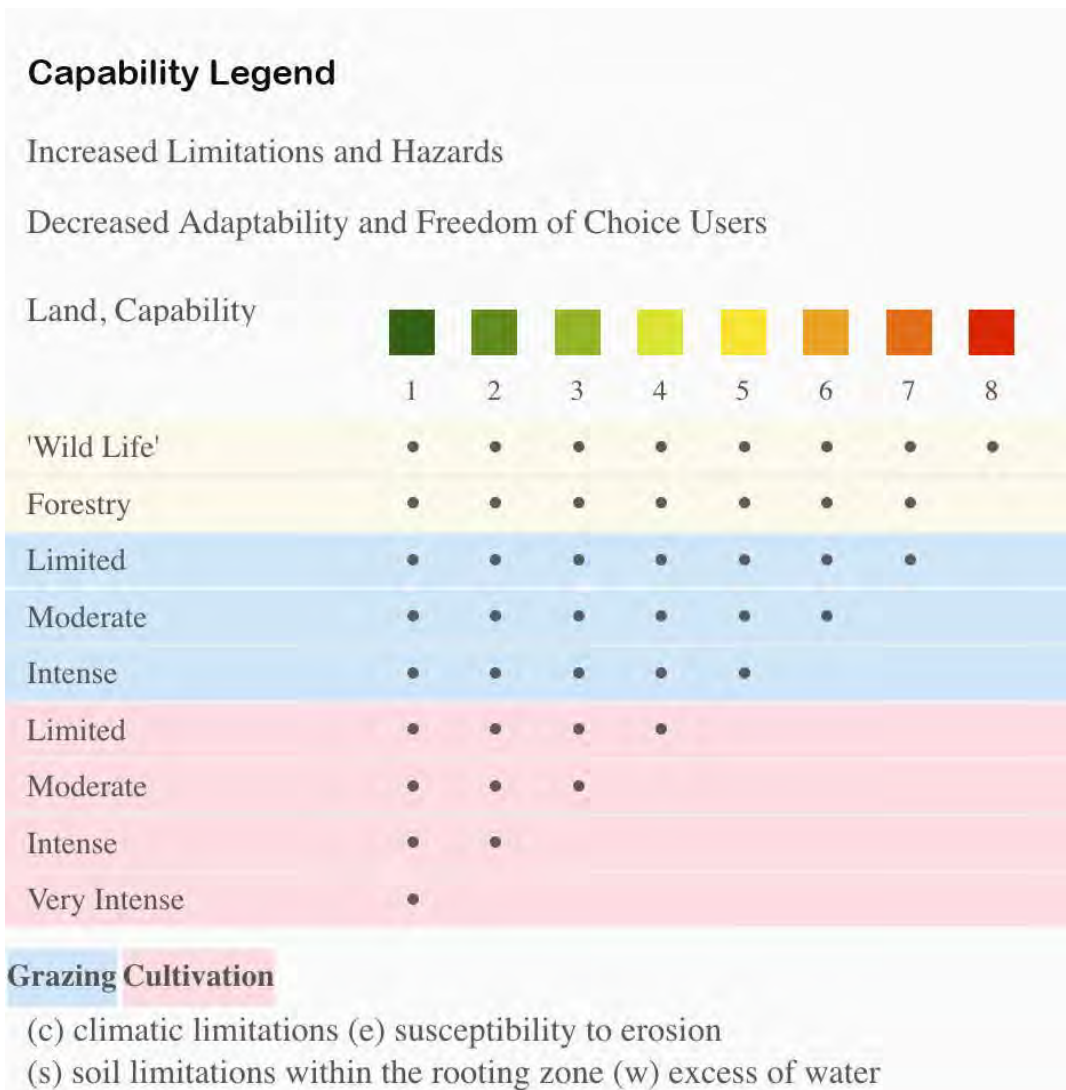 Capability Legend
Increased Limitations and Hazards
Decreased Adaptability and Freedom of Choice Users
Land, Capability
1 2 3 4 5 6 7 8
'Wild Life' • • • • • • • •
Forestry • • • • • • •
Limited • • • • • • •
Moderate • • • • • •
Intense • • • • •
Limited • • • •
Moderate • • •
Intense • •
Very Intense •
Grazing Cultivation
(c) climatic limitations (e) susceptibility to erosion
(s) soil limitations within the rooting zone (w) excess of water